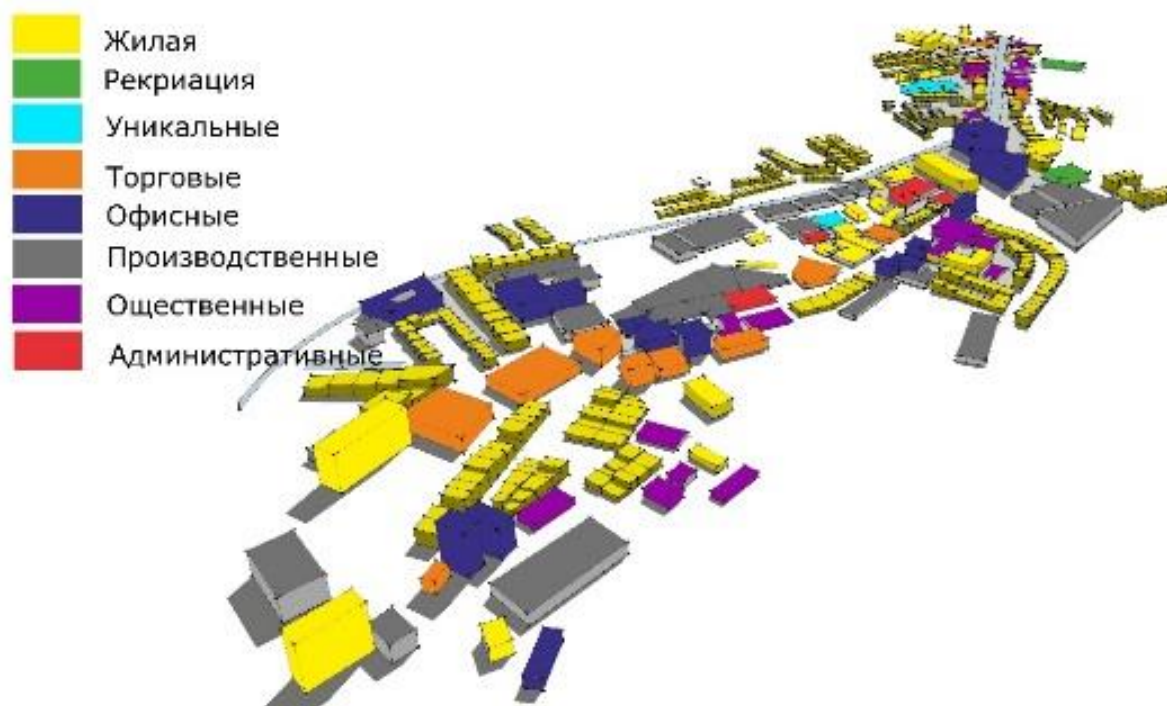 Жилая
Рекриация
Уникальные
Торговые
Офисные
Производственные
Ощественные
Административные